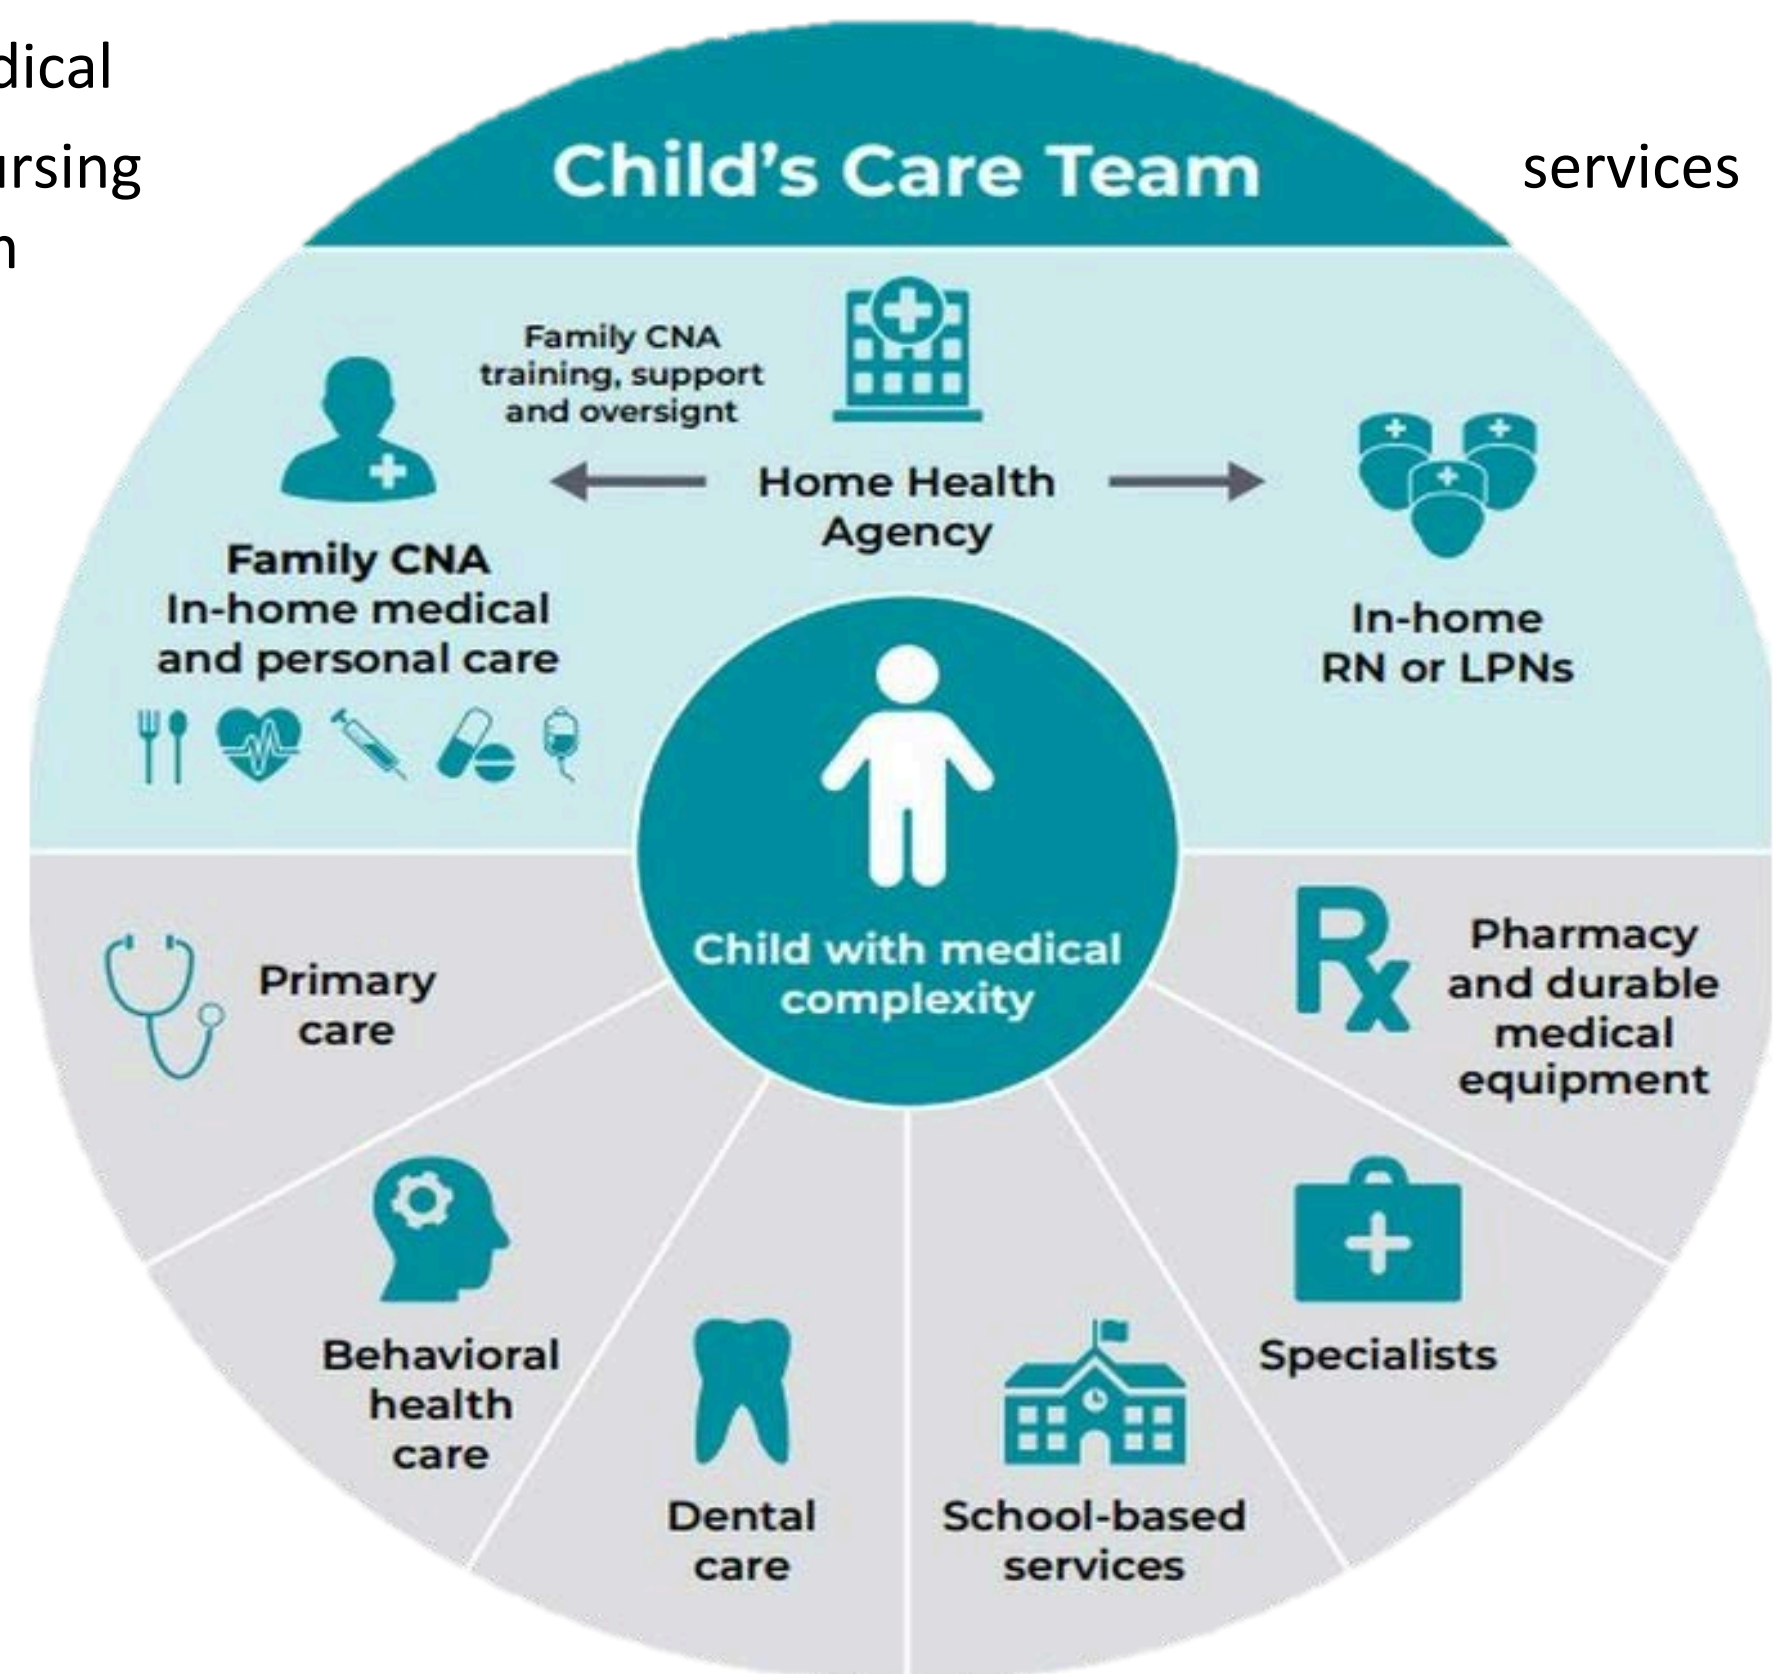 dical
ursing
services
n
Child's Care Team
Family CNA
training, support
and oversignt
Home Health
Agency
Family CNA
In-home medical
and personal care
In-home
RN or LPNs
Child with medical
complexity
Primary
care
Rx
Pharmacy
and durable
medical
equipment
Behavioral
health
care
Dental
care
School-based
services
Specialists